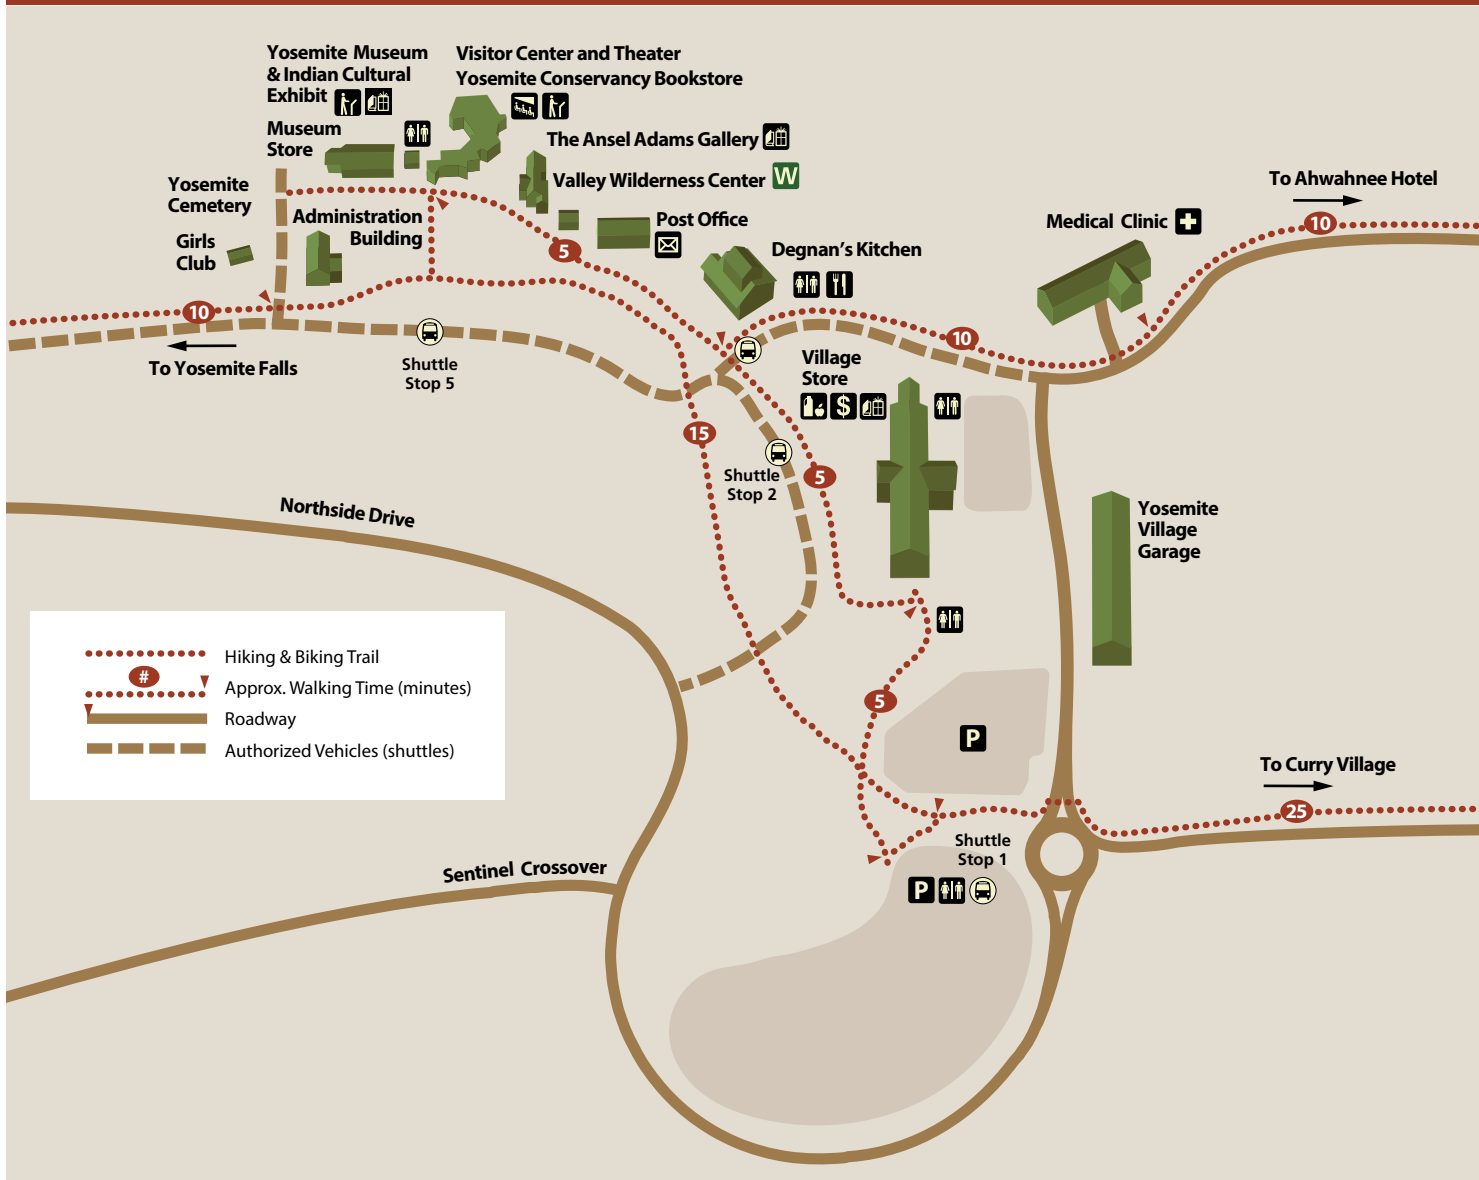 Yosemite Museum
& Indian Cultural
Exhibit
Visitor Center and Theater
Yosemite Conservancy Bookstore
Museum
Store
The Ansel Adams Gallery
Valley Wilderness Center
W
Yosemite
Cemetery
To Ahwahnee Hotel
10
Administration
Building
Post Office
Medical Clinic
Girls
Club
5
Degnan's Kitchen
10
To Yosemite Falls
Shuttle
Stop 5
10
Village
Store
$
15
Shuttle
Stop 2
5
Northside Drive
Yosemite
Village
Garage
Hiking & Biking Trail
#
Approx. Walking Time (minutes)
Roadway
Authorized Vehicles (shuttles)
5
P
To Curry Village
25
Shuttle
Stop 1
P
Sentinel Crossover